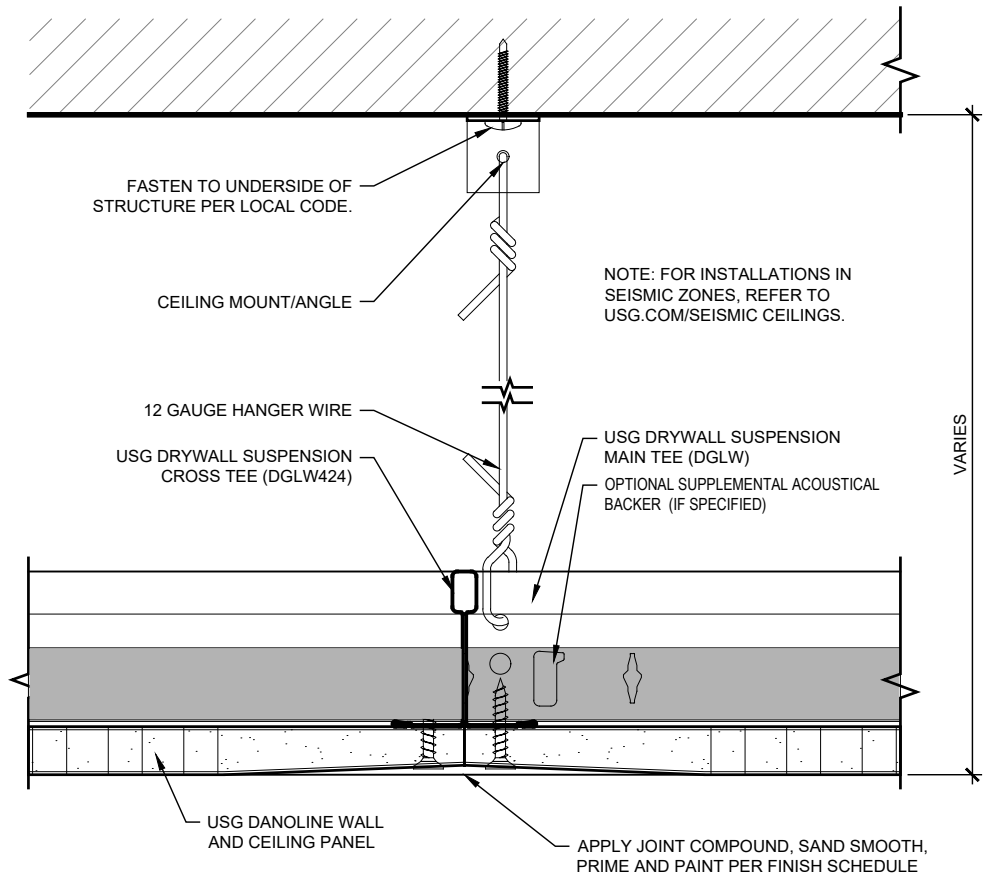 FASTEN TO UNDERSIDE OF
STRUCTURE PER LOCAL CODE.
CEILING MOUNT/ANGLE
NOTE: FOR INSTALLATIONS IN
SEISMIC ZONES, REFER TO
USG.COM/SEISMIC CEILINGS.
12 GAUGE HANGER WIRE
USG DRYWALL SUSPENSION
CROSS TEE (DGLW424)
USG DRYWALL SUSPENSION
MAIN TEE (DGLW)
OPTIONAL SUPPLEMENTAL ACOUSTICAL
BACKER (IF SPECIFIED)
VARIES
USG DANOLINE WALL
AND CEILING PANEL
APPLY JOINT COMPOUND, SAND SMOOTH,
PRIME AND PAINT PER FINISH SCHEDULE